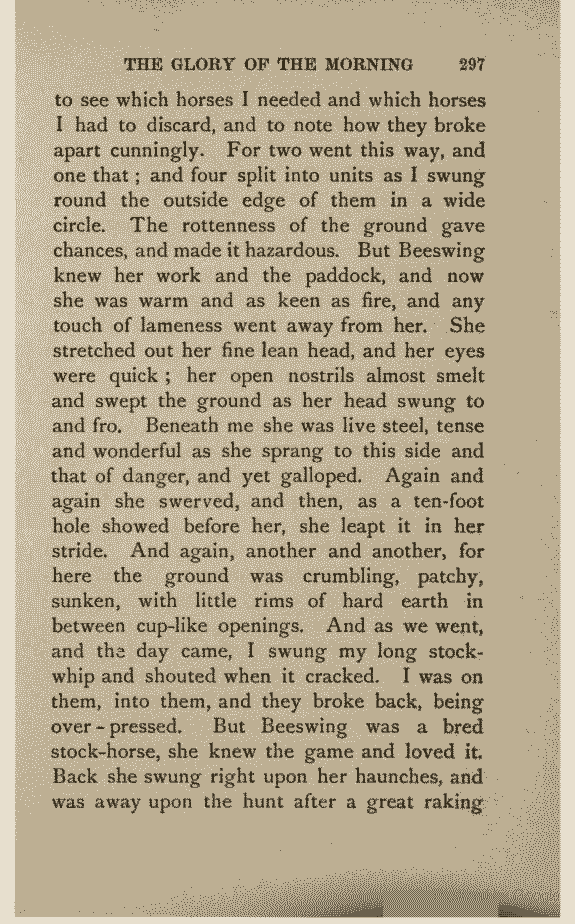 THE GLORY OF THE MORNING 297
to see which horses I needed and which horses
I had to discard, and to note how they broke
apart cunningly. For two went this way, and
one that ; and four split into units as I swung
round the outside edge of them in a wide
circle. The rottenness of the ground gave
chances, and made it hazardous. But Beeswing
knew her work and the paddock, and now
she was warm and as keen as fire, and any
touch of lameness went away from her. She
stretched out her fine lean head, and her eyes
were quick ; her open nostrils almost smelt
and swept the ground as her head swung to
and fro. Beneath me she was live steel, tense
and wonderful as she sprang to this side and
that of danger, and yet galloped. Again and
again she swerved, and then, as a ten-foot
hole showed before her, she leapt it in her
stride. And again, another and another, for
here the ground was crumbling, patchy,
sunken, with little rims of hard earth in
between cup-like openings. And as we went,
and the day came, I swung my long stock-
whip and shouted when it cracked. I was on
them, into them, and they broke back, being
over-pressed. But Beeswing was a bred
stock-horse, she knew the game and loved it.
Back she swung right upon her haunches, and
was away upon the hunt after a great raking